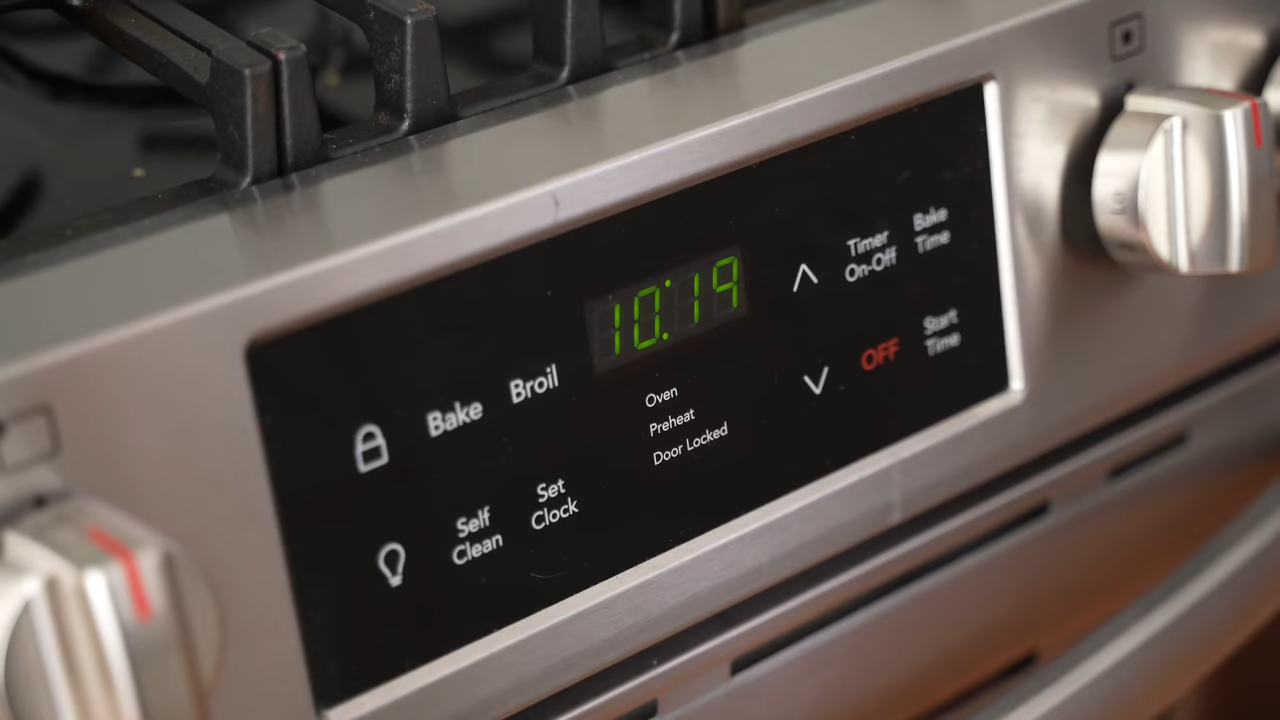 10:19
Bake
Broil
Self
Clean
Set
Clock
Oven
Preheat
Door Locked
Timer
On-Off
Bake
Time
OFF
Start
Time
LO